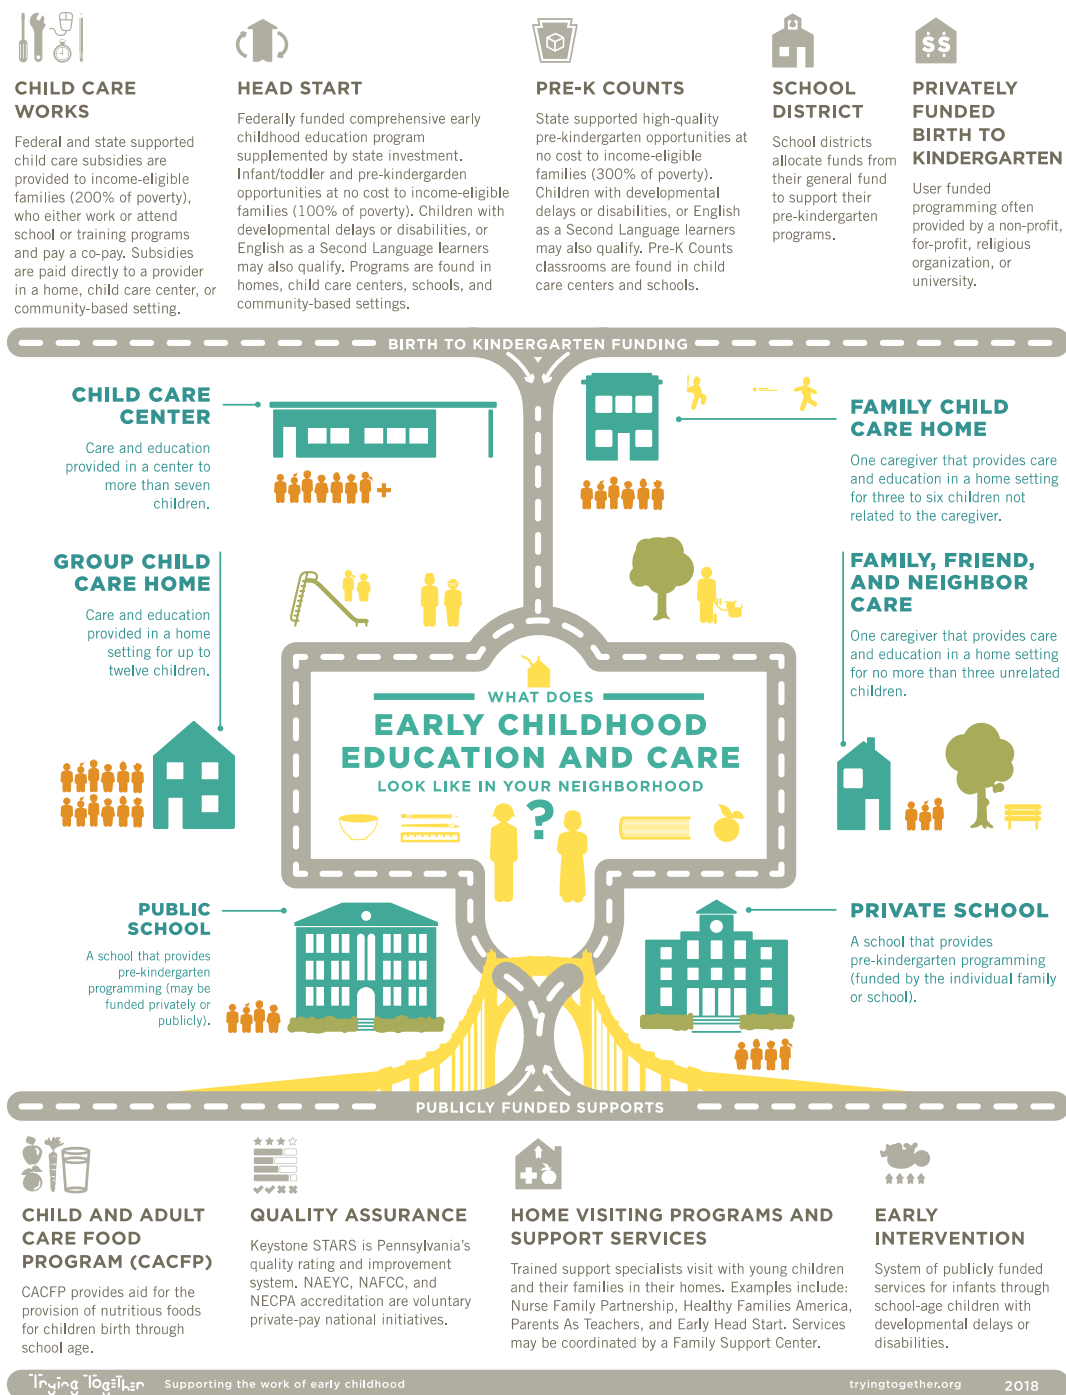 CHILD CARE
WORKS
Federal and state supported
child care subsidies are
provided to income-eligible
families (200% of poverty),
who either work or attend
school or training programs
and pay a co-pay. Subsidies
are paid directly to a provider
in a home, child care center, or
community-based setting.
HEAD START
Federally funded comprehensive early
childhood education program
supplemented by state investment.
Infant/toddler and pre-kindergarden
opportunities at no cost to income-eligible
families (100% of poverty). Children with
developmental delays or disabilities, or
English as a Second Language learners
may also qualify. Programs are found in
homes, child care centers, schools, and
community-based settings.
PRE-K COUNTS
State supported high-quality
pre-kindergarten opportunities at
no cost to income-eligible
families (300% of poverty).
Children with developmental
delays or disabilities, or English
as a Second Language learners
may also qualify. Pre-K Counts
classrooms are found in child
care centers and schools.
SCHOOL
DISTRICT
School districts
allocate funds from
their general fund
to support their
pre-kindergarten
programs.
$$
PRIVATELY
FUNDED
BIRTH TO
KINDERGARTEN
User funded
programming often
provided by a non-profit,
for-profit, religious
organization, or
university.
BIRTH TO KINDERGARTEN FUNDING
CHILD CARE
CENTER
Care and education
provided in a center to
more than seven
children.
FAMILY CHILD
CARE HOME
One caregiver that provides care
and education in a home setting
for three to six children not
related to the caregiver.
GROUP CHILD
CARE HOME
Care and education
provided in a home
setting for up to
twelve children.
FAMILY, FRIEND,
AND NEIGHBOR
CARE
One caregiver that provides care
and education in a home setting
for no more than three unrelated
children.
WHAT DOES
EARLY CHILDHOOD
EDUCATION AND CARE
LOOK LIKE IN YOUR NEIGHBORHOOD
?
PUBLIC
SCHOOL
A school that provides
pre-kindergarten
programming (may be
funded privately or
publicly).
PRIVATE SCHOOL
A school that provides
pre-kindergarten programming
(funded by the individual family
or school).
PUBLICLY FUNDED SUPPORTS
CHILD AND ADULT
CARE FOOD
PROGRAM (CACFP)
CACFP provides aid for the
provision of nutritious foods
for children birth through
school age.
QUALITY ASSURANCE
Keystone STARS is Pennsylvania's
quality rating and improvement
system. NAEYC, NAFCC, and
NECPA accreditation are voluntary
private-pay national initiatives.
HOME VISITING PROGRAMS AND
SUPPORT SERVICES
Trained support specialists visit with young children
and their families in their homes. Examples include:
Nurse Family Partnership, Healthy Families America,
Parents As Teachers, and Early Head Start. Services
may be coordinated by a Family Support Center.
EARLY
INTERVENTION
System of publicly funded
services for infants through
school-age children with
developmental delays or
disabilities.
Trying Together
Supporting the work of early childhood
tryingtogether.org
2018